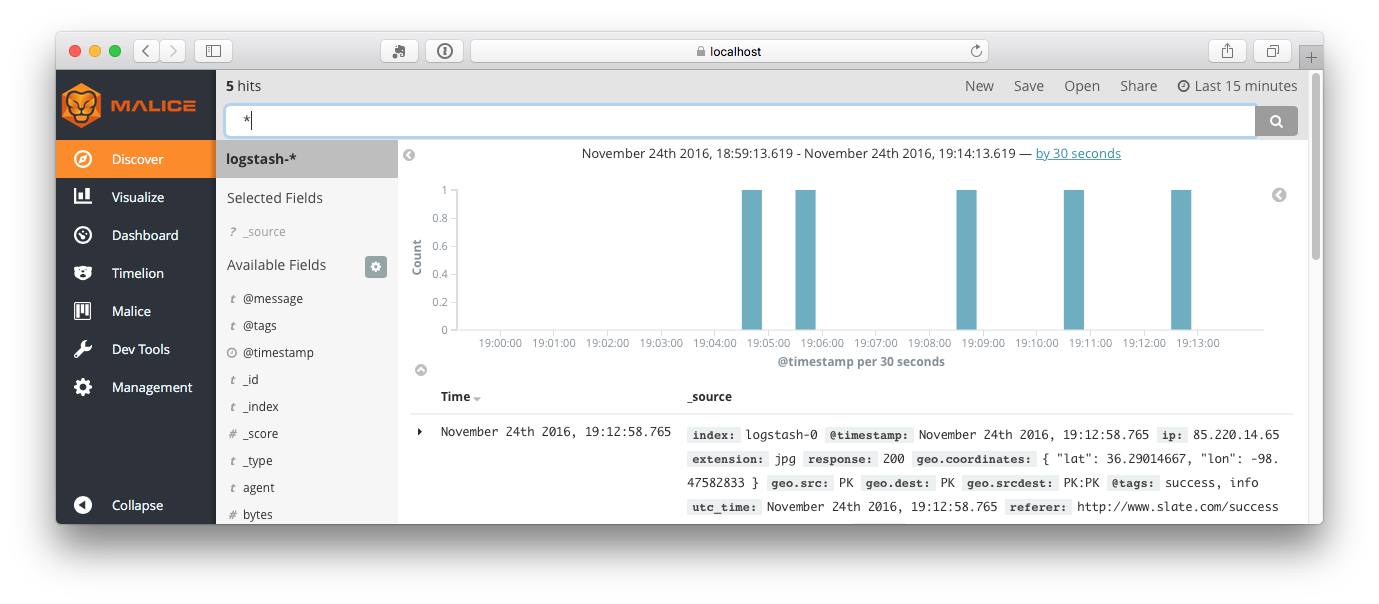 localhost
MALICE
5 hits
New Save Open Share Last 15 minutes
*
Discover
Visualize
Dashboard
Timelion
Malice
Dev Tools
Management
Collapse
logstash-*
Selected Fields
? _source
Available Fields
t @message
t @tags
@timestamp
t _id
t _index
# _score
t _type
t agent
# bytes
November 24th 2016, 18:59:13.619 - November 24th 2016, 19:14:13.619 — by 30 seconds
Count
1
0.8
0.6
0.4
0.2
0
19:00:00 19:01:00 19:02:00 19:03:00 19:04:00 19:05:00 19:06:00 19:07:00 19:08:00 19:09:00 19:10:00 19:11:00 19:12:00 19:13:00
@timestamp per 30 seconds
Time _source
November 24th 2016, 19:12:58.765
index: logstash-0 @timestamp: November 24th 2016, 19:12:58.765 ip: 85.220.14.65
extension: jpg response: 200 geo.coordinates: { "lat": 36.29014667, "lon": -98.
47582833 } geo.src: PK geo.dest: PK geo.srcdest: PK:PK @tags: success, info
utc_time: November 24th 2016, 19:12:58.765 referer: http://www.slate.com/success